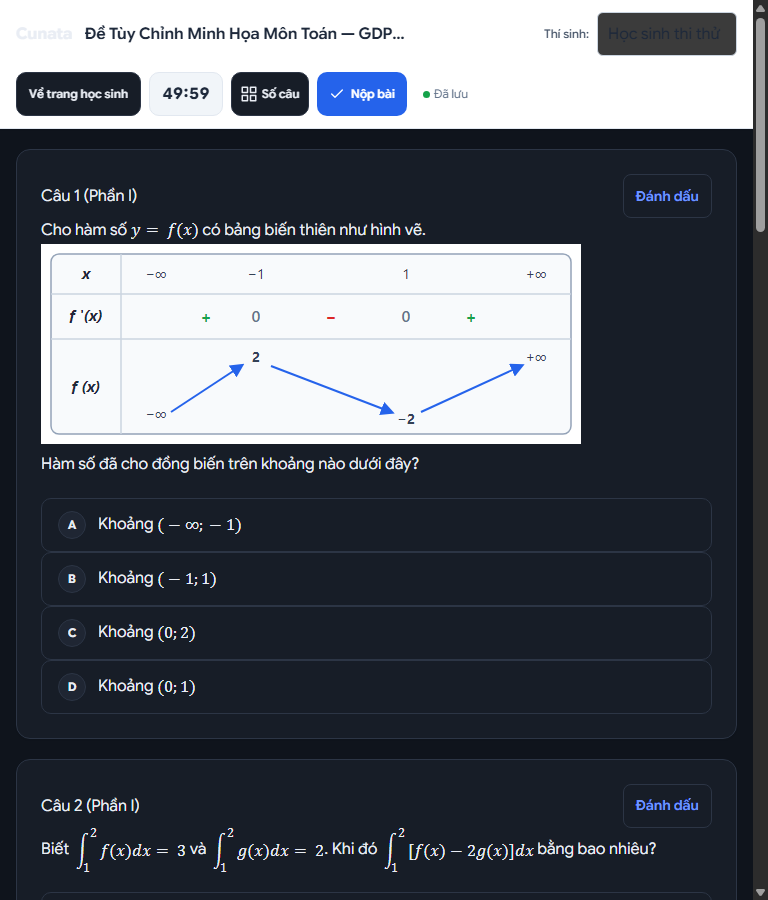 Cunata Đề Tùy Chỉnh Minh Họa Môn Toán — GDP... Thí sinh: Học sinh thi thử
Về trang học sinh 49:59 Số câu Nộp bài Đã lưu
Câu 1 (Phần I) Đánh dấu
Cho hàm số y = f(x) có bảng biến thiên như hình vẽ.
x −∞ −1 1 +∞
f '(x) + 0 − 0 +
2 +∞
f (x)
−∞ −2
Hàm số đã cho đồng biến trên khoảng nào dưới đây?
A Khoảng ( − ∞; − 1)
B Khoảng ( − 1; 1)
C Khoảng (0; 2)
D Khoảng (0; 1)
Câu 2 (Phần I) Đánh dấu
Biết ∫₁² f(x)dx = 3 và ∫₁² g(x)dx = 2. Khi đó ∫₁² [f(x) − 2g(x)]dx bằng bao nhiêu?